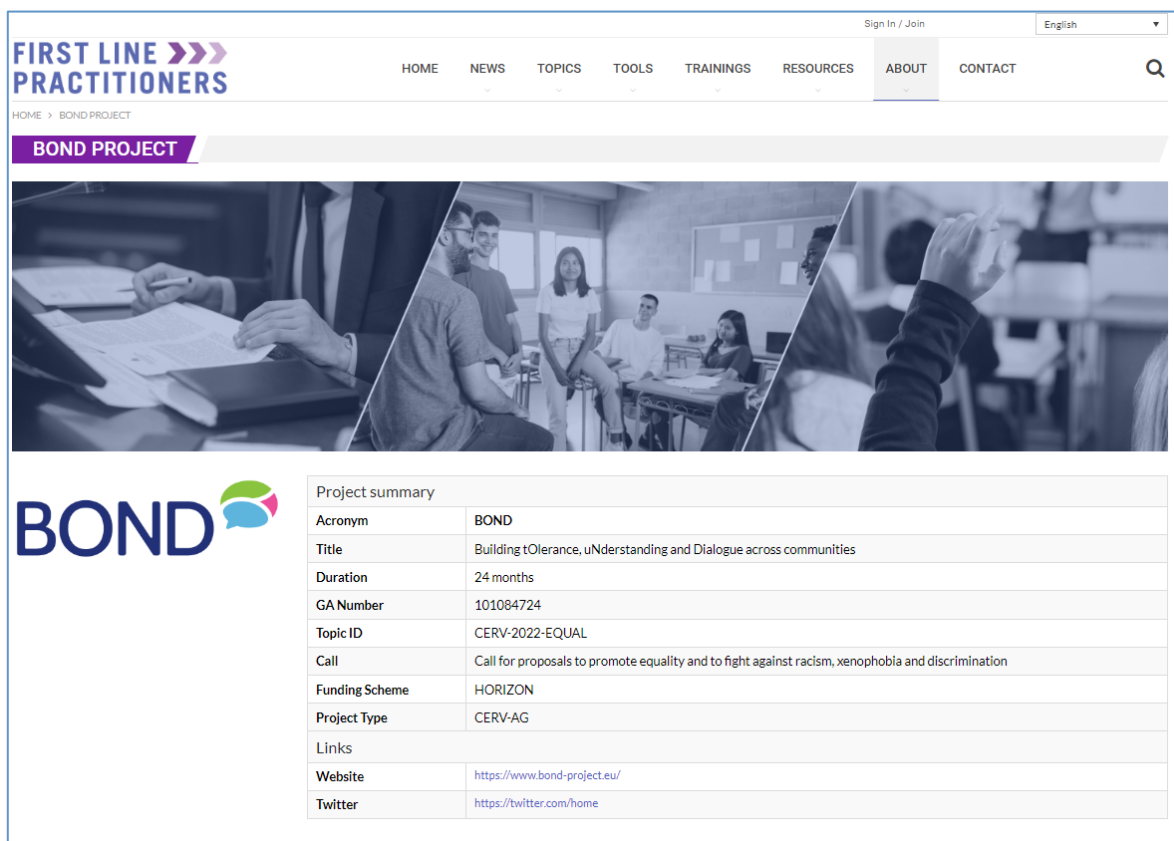 Sign In / Join
English
FIRST LINE
PRACTITIONERS
HOME NEWS TOPICS TOOLS TRAININGS RESOURCES ABOUT CONTACT
HOME > BOND PROJECT
BOND PROJECT
BOND
Project summary
Acronym BOND
Title Building tOlerance, uNderstanding and Dialogue across communities
Duration 24 months
GA Number 101084724
Topic ID CERV-2022-EQUAL
Call Call for proposals to promote equality and to fight against racism, xenophobia and discrimination
Funding Scheme HORIZON
Project Type CERV-AG
Links
Website https://www.bond-project.eu/
Twitter https://twitter.com/home